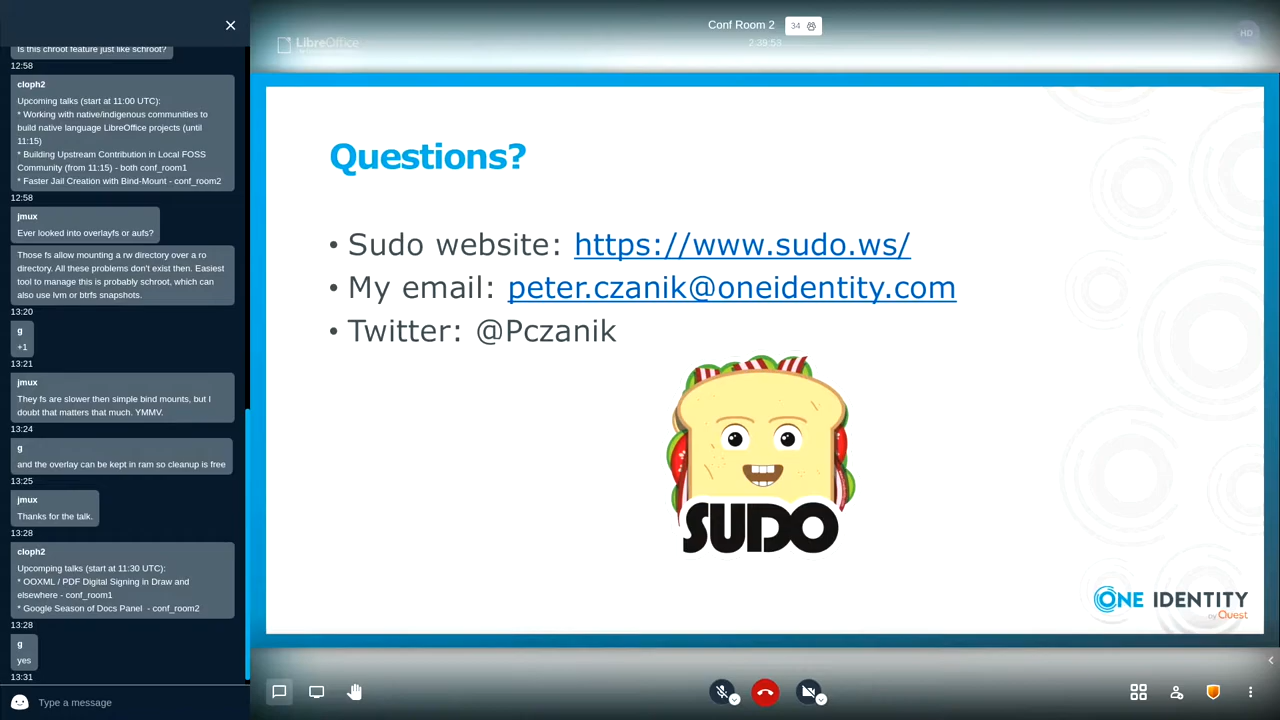 Is this chroot feature just like schroot?
12:58
cloph2
Upcoming talks (start at 11:00 UTC):
* Working with native/indigenous communities to
build native language LibreOffice projects (until
11:15)
* Building Upstream Contribution in Local FOSS
Community (from 11:15) - both conf_room1
* Faster Jail Creation with Bind-Mount - conf_room2
12:58
jmux
Ever looked into overlayfs or aufs?
Those fs allow mounting a rw directory over a ro
directory. All these problems don't exist then. Easiest
tool to manage this is probably schroot, which can
also use lvm or btrfs snapshots.
13:20
g
+1
13:21
jmux
They fs are slower then simple bind mounts, but I
doubt that matters that much. YMMV.
13:24
g
and the overlay can be kept in ram so cleanup is free
13:25
jmux
Thanks for the talk.
13:28
cloph2
Upcomping talks (start at 11:30 UTC):
* OOXML / PDF Digital Signing in Draw and
elsewhere - conf_room1
* Google Season of Docs Panel - conf_room2
13:28
g
yes
13:31
Type a message
Conf Room 2
34
2:39:53
LibreOffice
HD
Questions?
• Sudo website: https://www.sudo.ws/
• My email: peter.czanik@oneidentity.com
• Twitter: @Pczanik
SUDO
ONE IDENTITY
by Quest